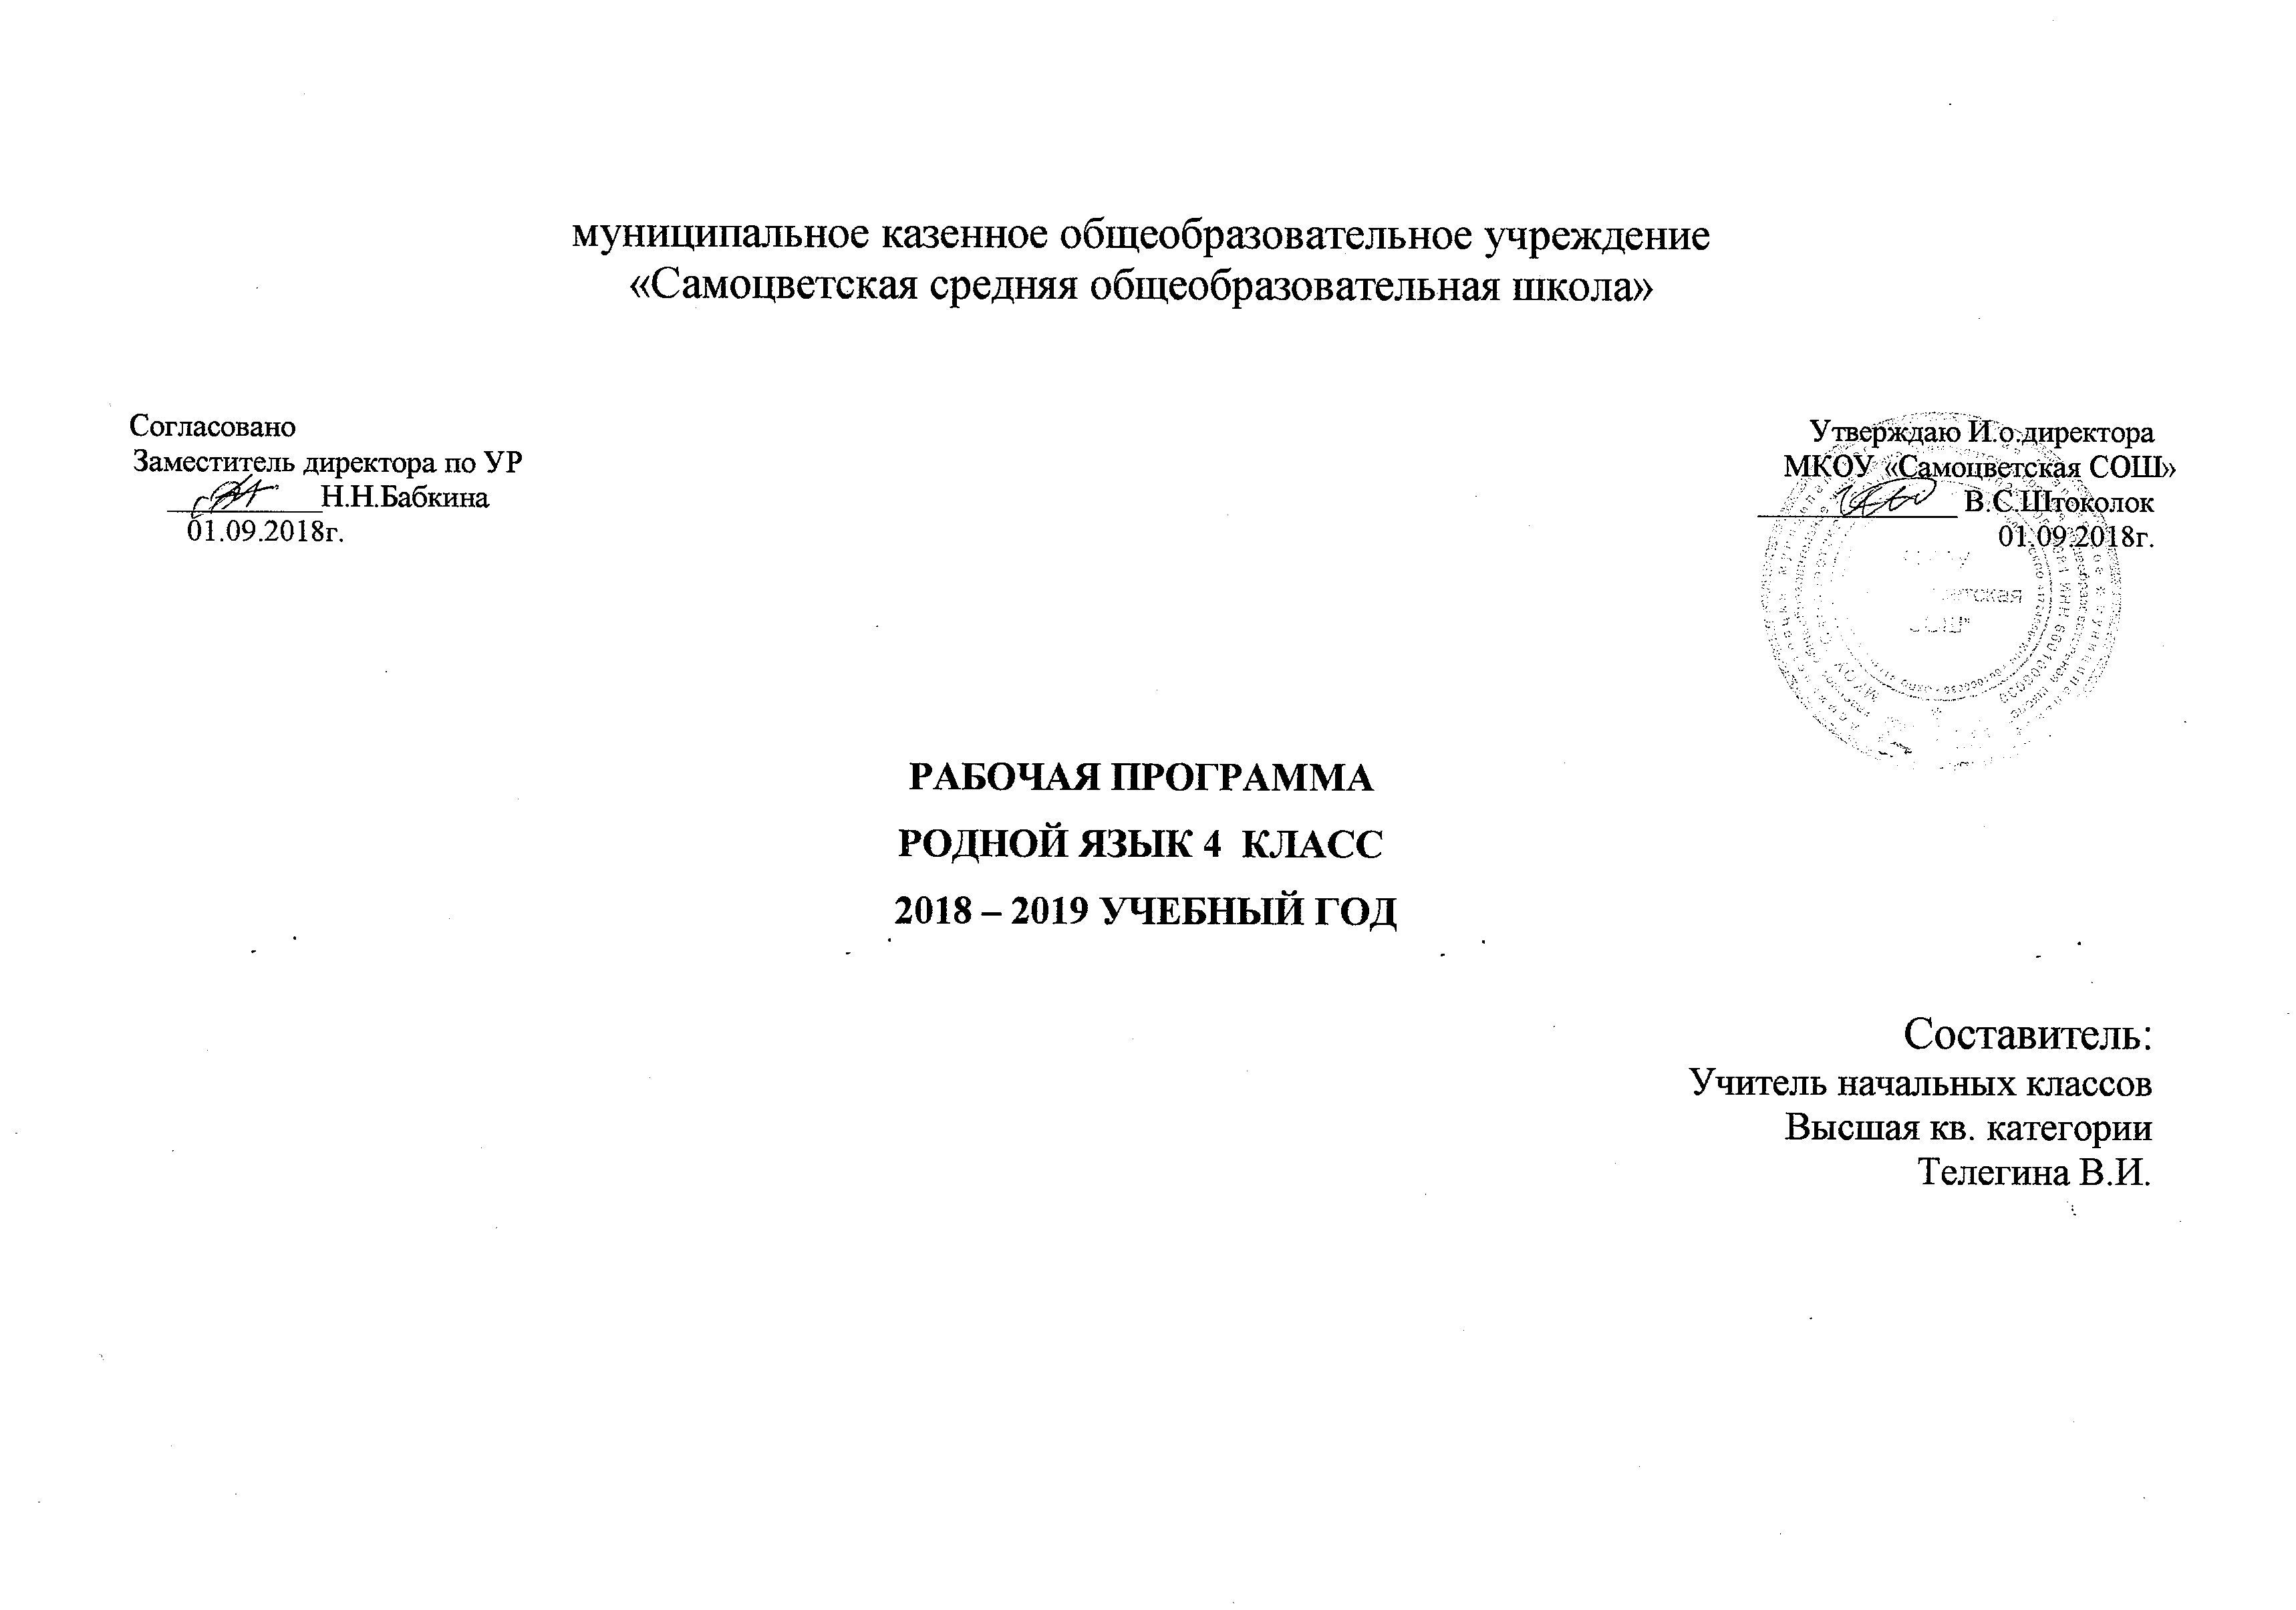 муниципальное казенное общеобразовательное учреждение
«Самоцветская средняя общеобразовательная школа»
Согласовано
Заместитель директора по УР
Н.Н.Бабкина
01.09.2018г.
Утверждаю И.о.директора
МКОУ «Самоцветская СОШ»
В.С.Штоколок
01.09.2018г.
РАБОЧАЯ ПРОГРАММА
РОДНОЙ ЯЗЫК 4 КЛАСС
2018 – 2019 УЧЕБНЫЙ ГОД
Составитель:
Учитель начальных классов
Высшая кв. категории
Телегина В.И.